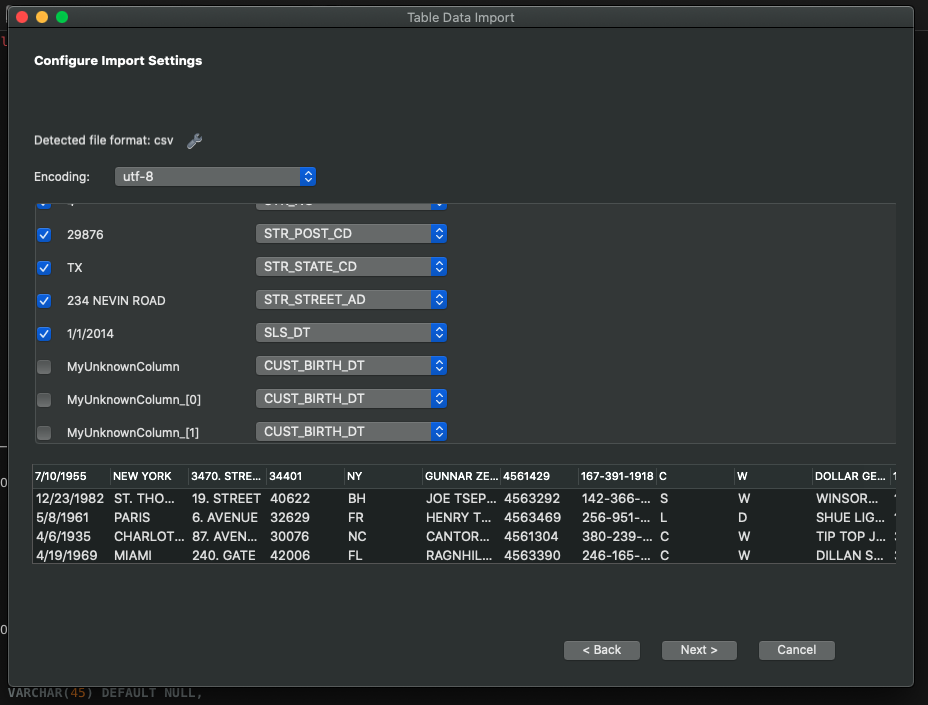 Table Data Import
Configure Import Settings
Detected file format: csv
Encoding: utf-8
29876 STR_POST_CD
TX STR_STATE_CD
234 NEVIN ROAD STR_STREET_AD
1/1/2014 SLS_DT
MyUnknownColumn CUST_BIRTH_DT
MyUnknownColumn_[0] CUST_BIRTH_DT
MyUnknownColumn_[1] CUST_BIRTH_DT
7/10/1955 NEW YORK 3470. STRE... 34401 NY GUNNAR ZE... 4561429 167-391-1918 C W DOLLAR GE...
12/23/1982 ST. THO... 19. STREET 40622 BH JOE TSEP... 4563292 142-366-... S W WINSOR...
5/8/1961 PARIS 6. AVENUE 32629 FR HENRY T... 4563469 256-951-... L D SHUE LIG...
4/6/1935 CHARLOT... 87. AVEN... 30076 NC CANTOR... 4561304 380-239-... C W TIP TOP J...
4/19/1969 MIAMI 240. GATE 42006 FL RAGNHIL... 4563390 246-165-... C W DILLAN S...
< Back Next > Cancel
VARCHAR(45) DEFAULT NULL,